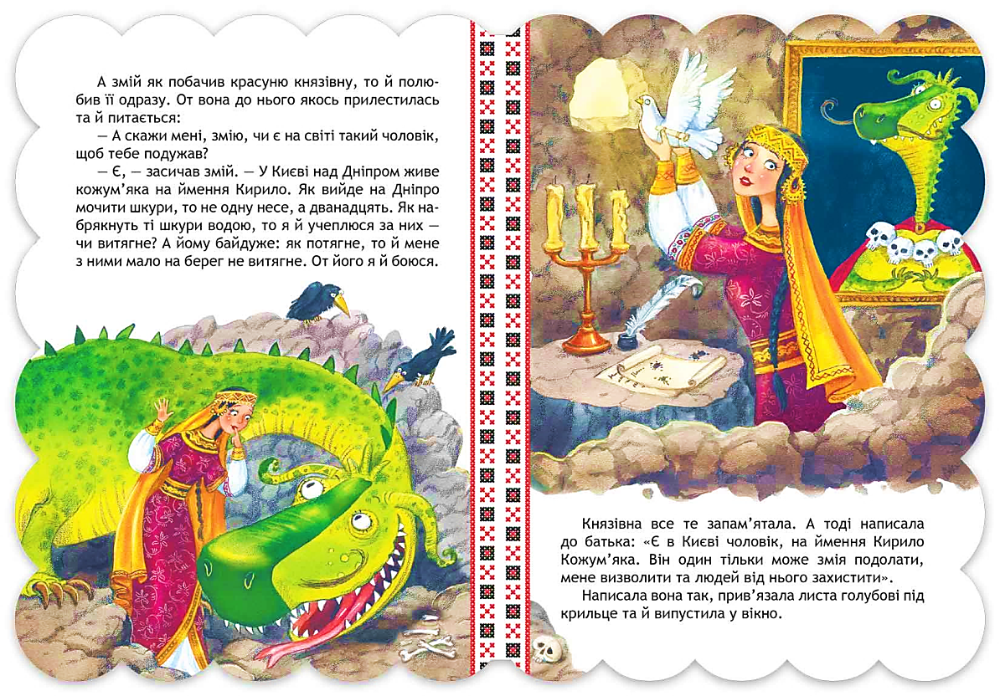 А змій як побачив красуню князівну, то й полю-
бив її одразу. От вона до нього якось прилестилась
та й питається:
— А скажи мені, змію, чи є на світі такий чоловік,
щоб тебе подужав?
— Є, — засичав змій. — У Києві над Дніпром живе
кожум’яка на ймення Кирило. Як вийде на Дніпро
мочити шкури, то не одну несе, а дванадцять. Як на-
брякнуть ті шкури водою, то я й учеплюся за них —
чи витягне? А йому байдуже: як потягне, то й мене
з ними мало на берег не витягне. От його я й боюся.
Князівна все те запам’ятала. А тоді написала
до батька: «Є в Києві чоловік, на ймення Кирило
Кожум’яка. Він один тільки може змія подолати,
мене визволити та людей від нього захистити».
Написала вона так, прив’язала листа голубові під
крильце та й випустила у вікно.